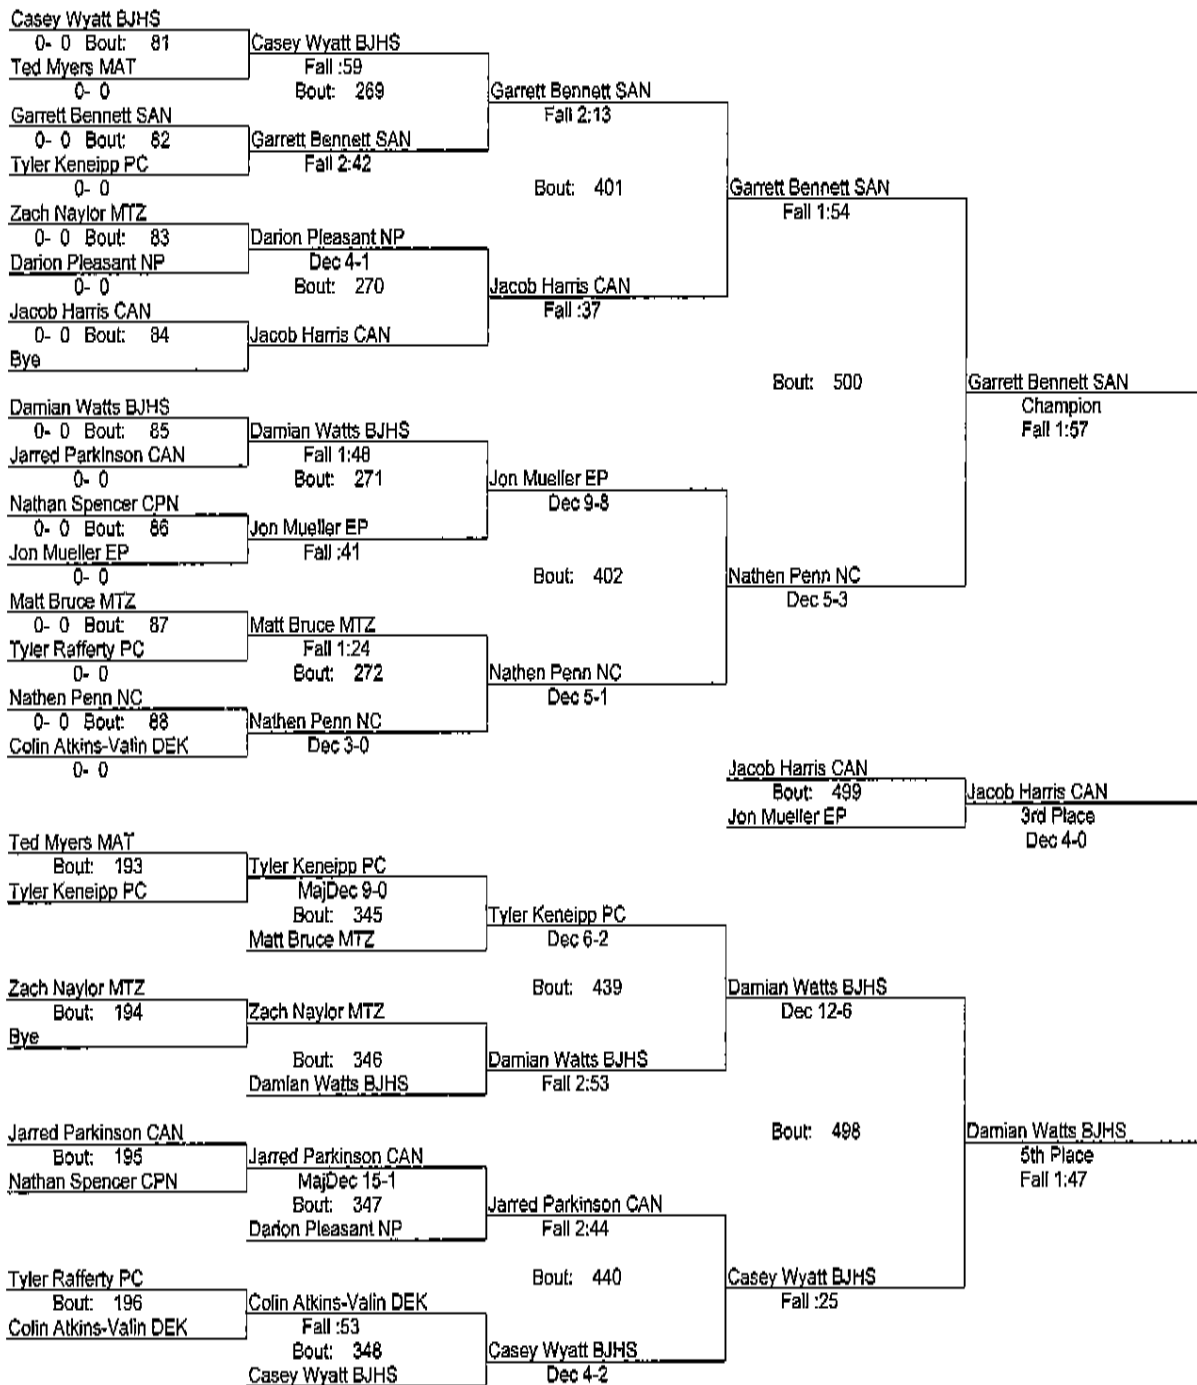 Casey Wyatt BJHS
0- 0 Bout: 81
Ted Myers MAT
0- 0
Garrett Bennett SAN
0- 0 Bout: 82
Tyler Keneipp PC
0- 0
Zach Naylor MTZ
0- 0 Bout: 83
Darion Pleasant NP
0- 0
Jacob Harris CAN
0- 0 Bout: 84
Bye
Damian Watts BJHS
0- 0 Bout: 85
Jarred Parkinson CAN
0- 0
Nathan Spencer CPN
0- 0 Bout: 86
Jon Mueller EP
0- 0
Matt Bruce MTZ
0- 0 Bout: 87
Tyler Rafferty PC
0- 0
Nathen Penn NC
0- 0 Bout: 88
Colin Atkins-Valin DEK
0- 0
Casey Wyatt BJHS
Fall :59
Bout: 269
Garrett Bennett SAN
Fall 2:42
Darion Pleasant NP
Dec 4-1
Bout: 270
Jacob Harris CAN
Damian Watts BJHS
Fall 1:48
Bout: 271
Jon Mueller EP
Fall :41
Matt Bruce MTZ
Fall 1:24
Bout: 272
Nathen Penn NC
Dec 3-0
Garrett Bennett SAN
Fall 2:13
Bout: 401
Jacob Harris CAN
Fall :37
Jon Mueller EP
Dec 9-8
Bout: 402
Nathen Penn NC
Dec 5-1
Garrett Bennett SAN
Fall 1:54
Bout: 500
Nathen Penn NC
Dec 5-3
Garrett Bennett SAN
Champion
Fall 1:57
Jacob Harris CAN
Bout: 499
Jon Mueller EP
Jacob Harris CAN
3rd Place
Dec 4-0
Ted Myers MAT
Bout: 193
Tyler Keneipp PC
Zach Naylor MTZ
Bout: 194
Bye
Jarred Parkinson CAN
Bout: 195
Nathan Spencer CPN
Tyler Rafferty PC
Bout: 196
Colin Atkins-Valin DEK
Tyler Keneipp PC
MajDec 9-0
Bout: 345
Matt Bruce MTZ
Zach Naylor MTZ
Bout: 346
Damian Watts BJHS
Jarred Parkinson CAN
MajDec 15-1
Bout: 347
Darion Pleasant NP
Colin Atkins-Valin DEK
Fall :53
Bout: 348
Casey Wyatt BJHS
Tyler Keneipp PC
Dec 6-2
Bout: 439
Damian Watts BJHS
Fall 2:53
Jarred Parkinson CAN
Fall 2:44
Bout: 440
Casey Wyatt BJHS
Dec 4-2
Damian Watts BJHS
Dec 12-6
Bout: 498
Casey Wyatt BJHS
Fall :25
Damian Watts BJHS
5th Place
Fall 1:47